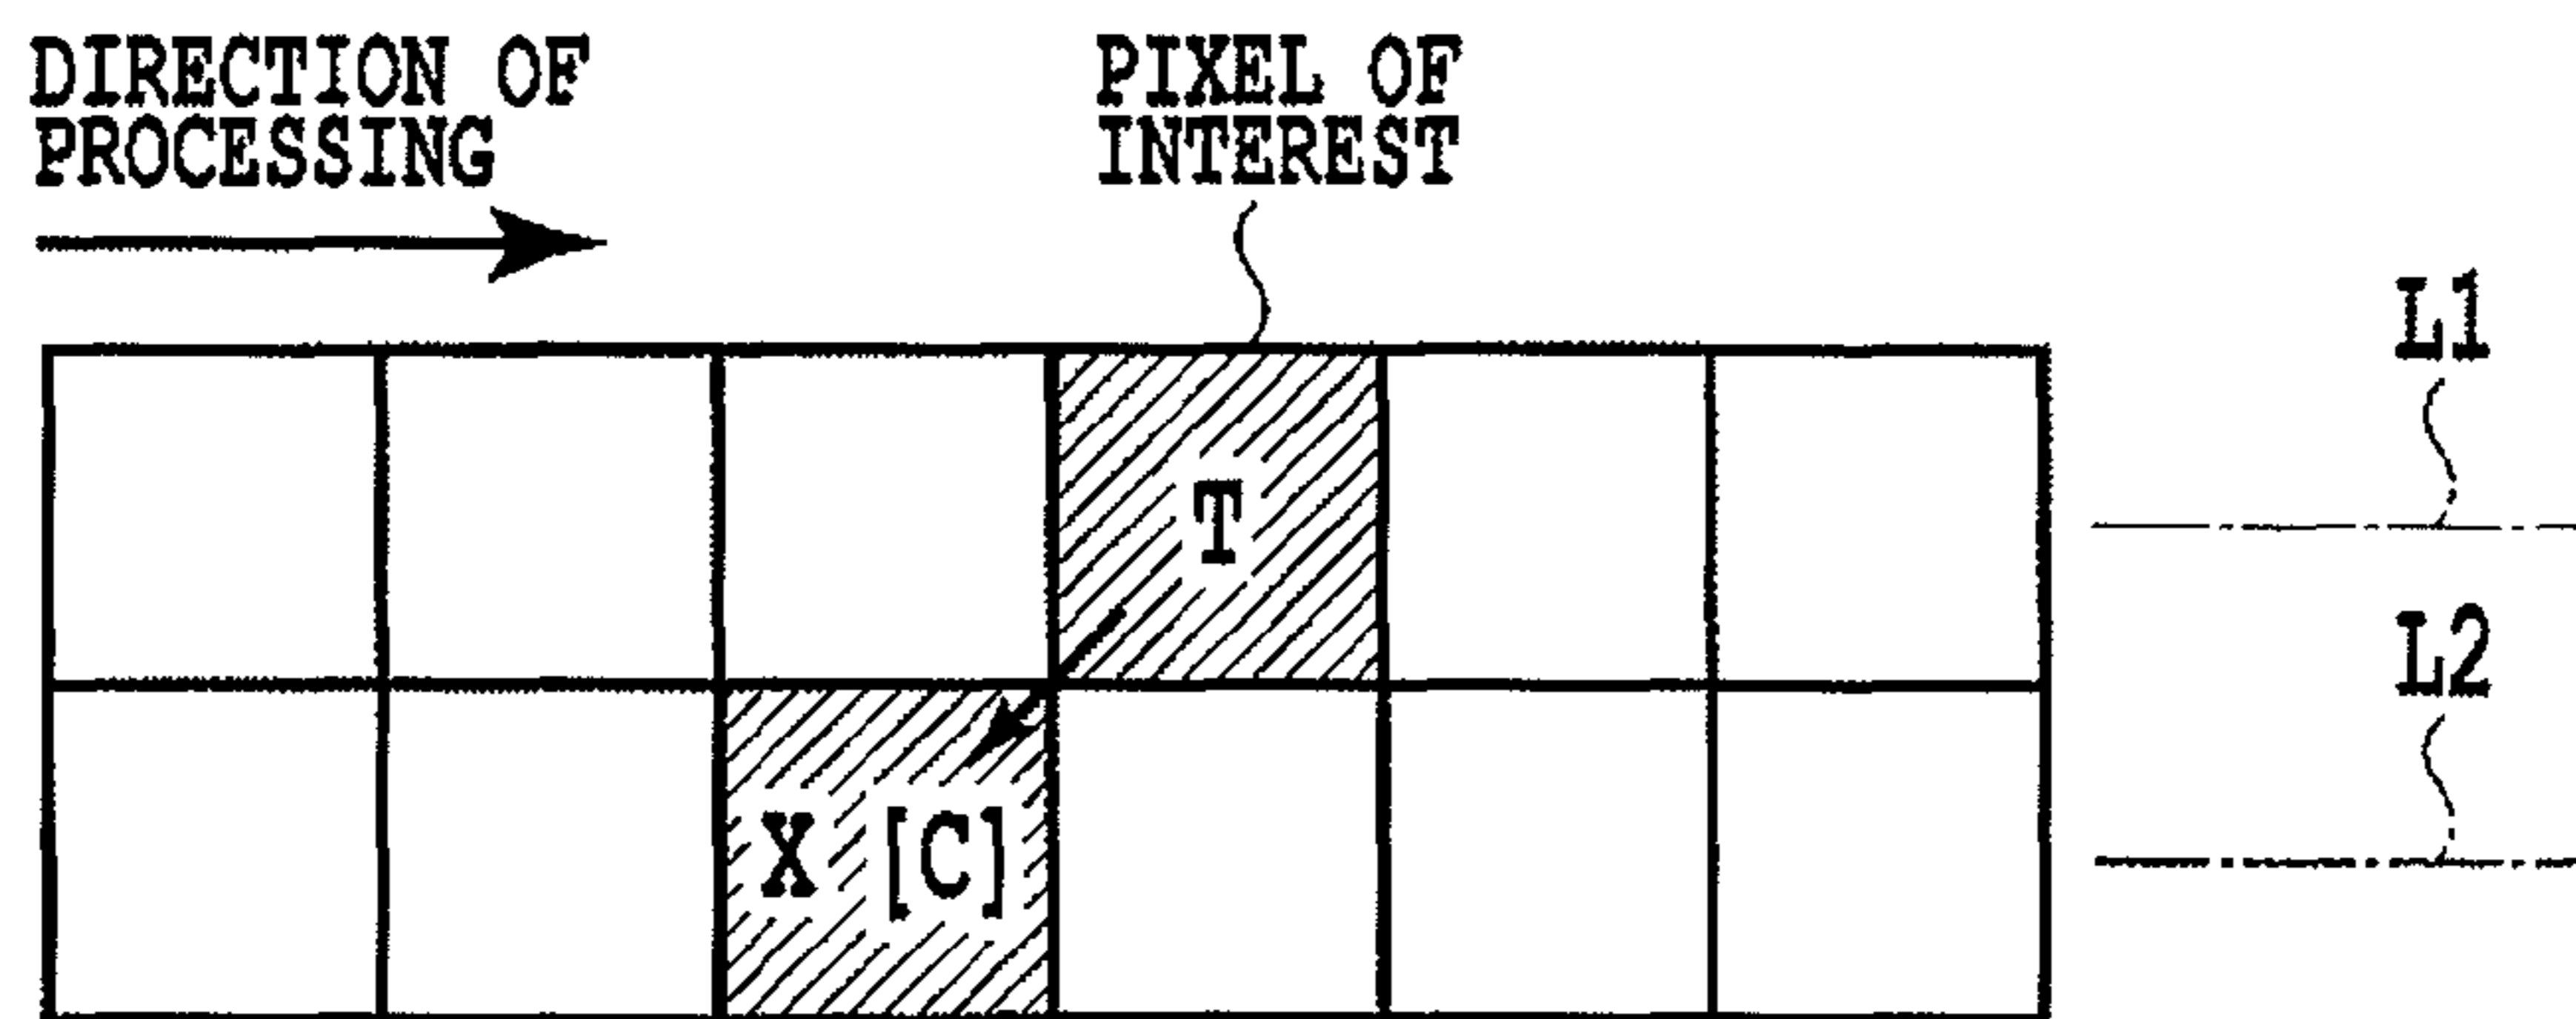 DIRECTION OF
PROCESSING
PIXEL OF
INTEREST
L1
T
L2
X [C]